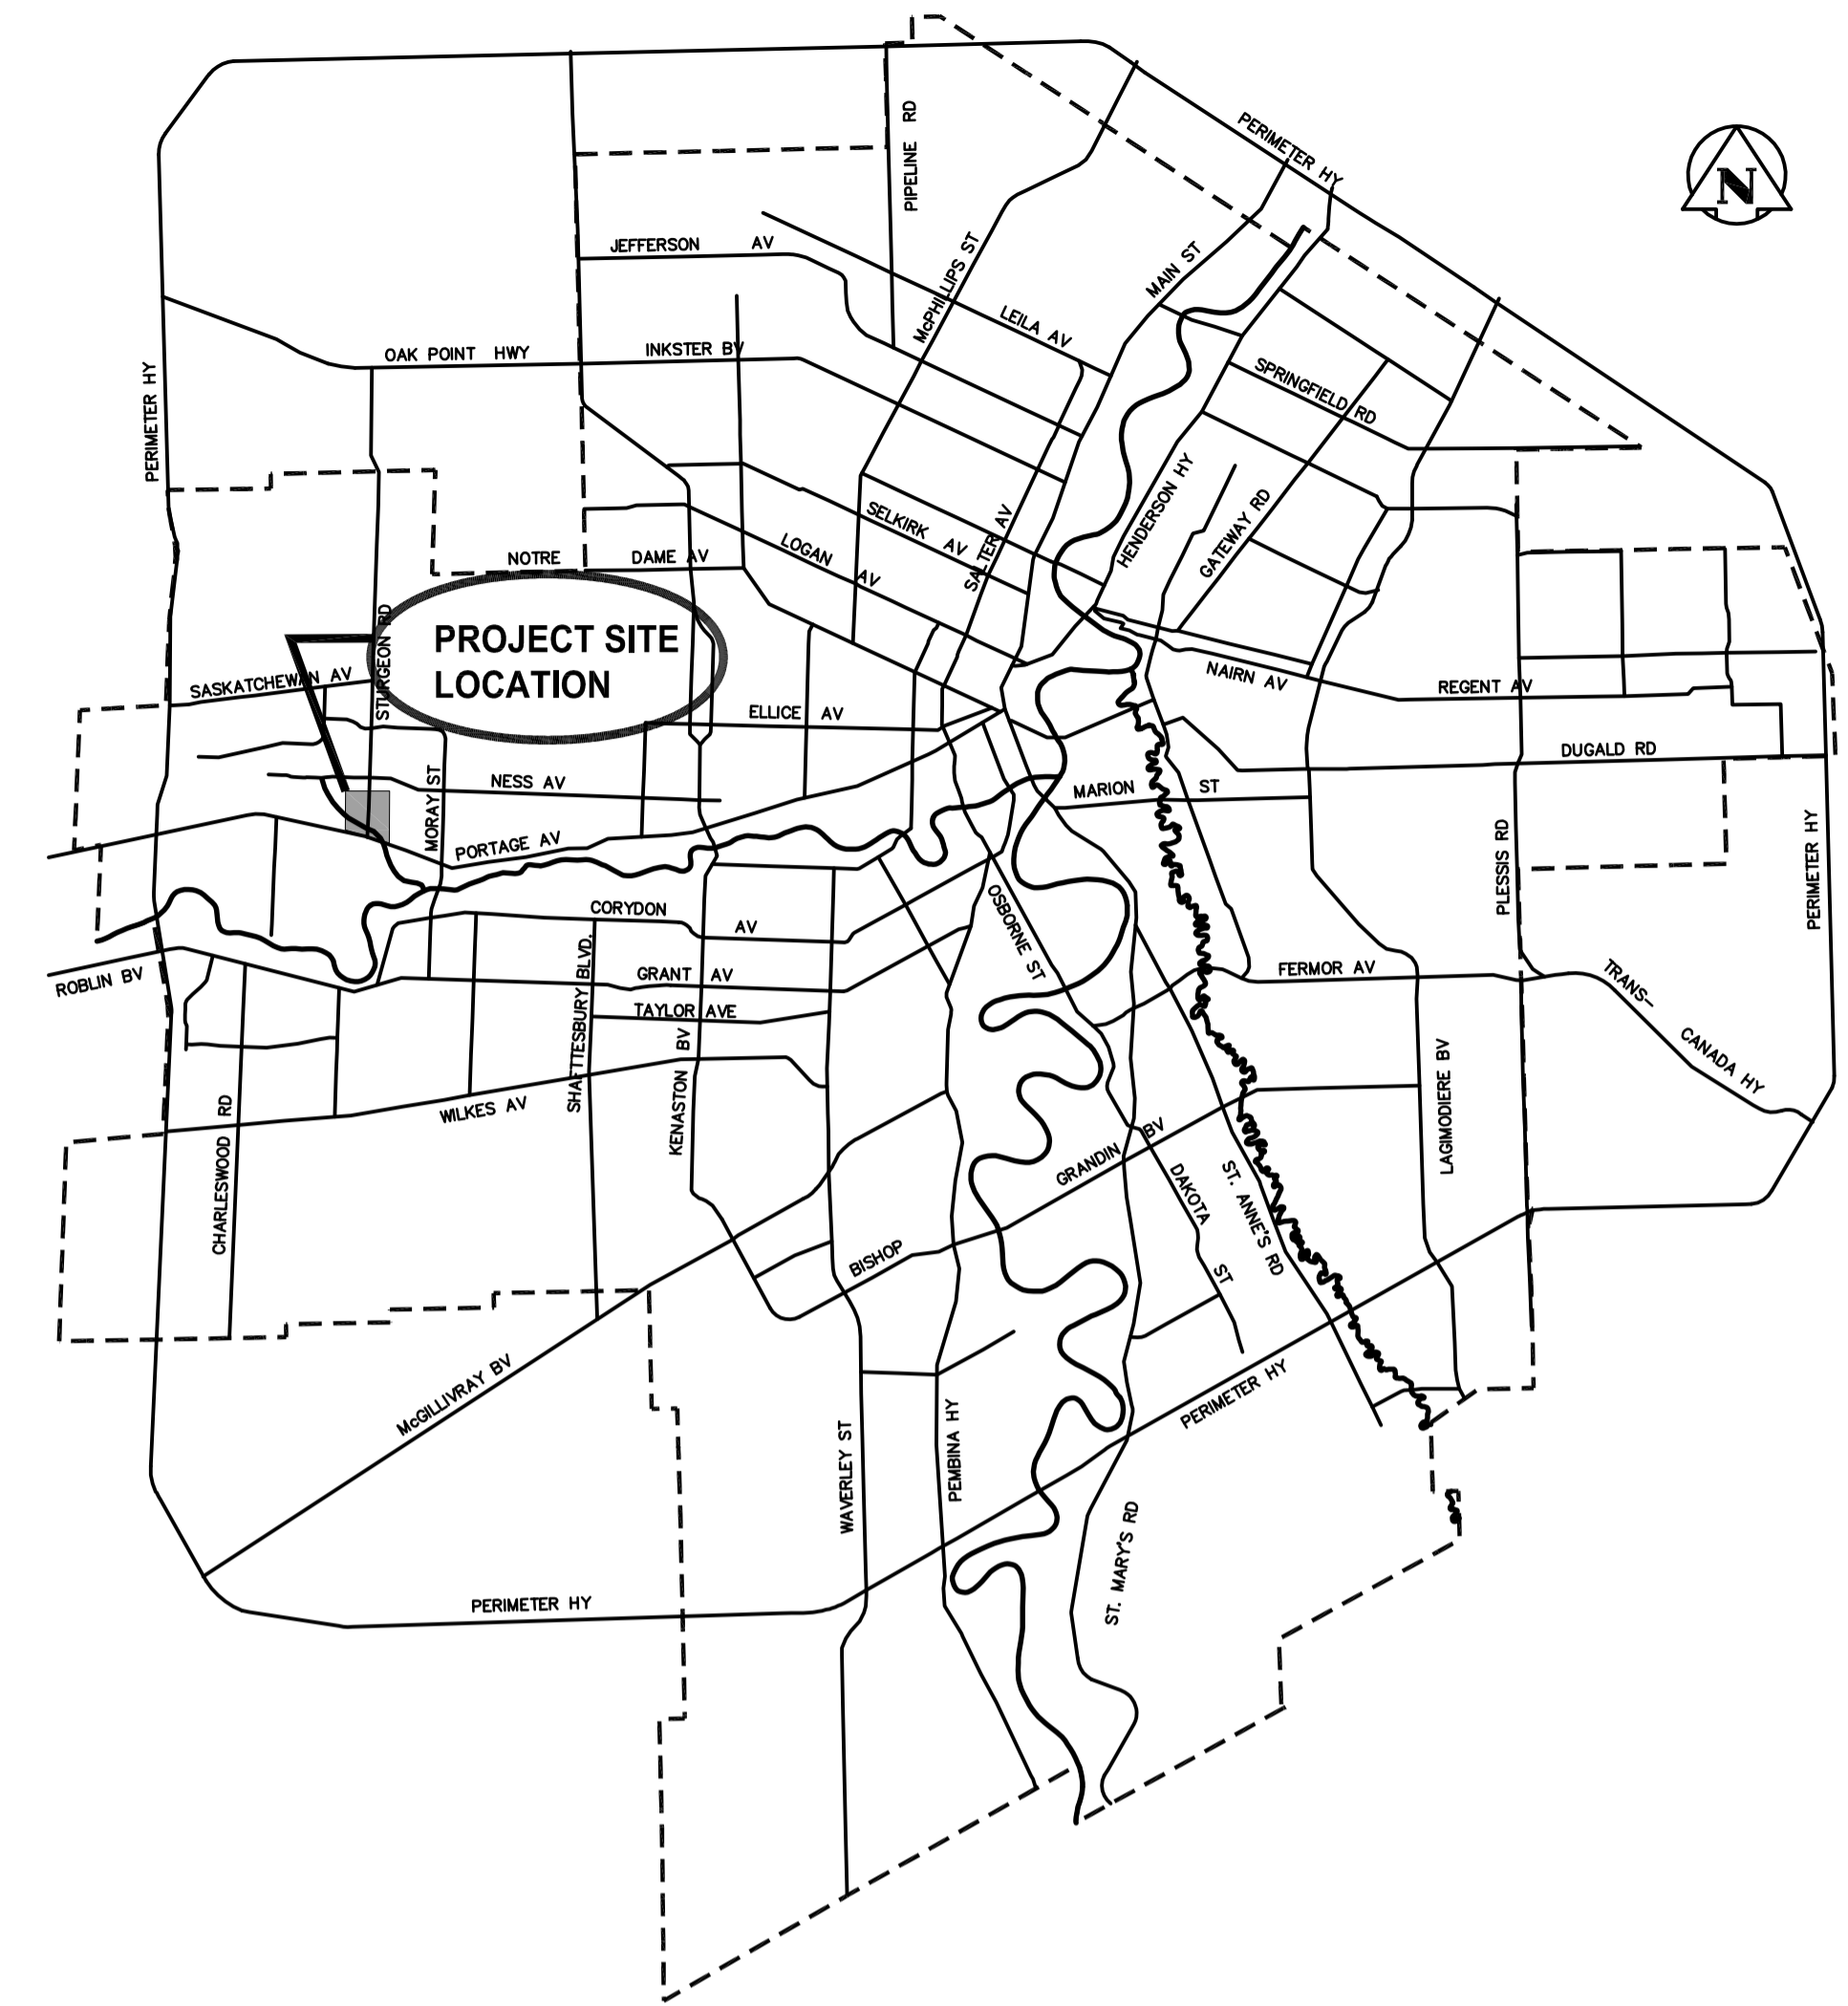 PERIMETER HY
PIPELINE RD
N
JEFFERSON AV
McPHILLIPS ST
MAIN ST
LEILA AV
OAK POINT HWY
INKSTER BV
PERIMETER HY
SPRINGFIELD RD
HENDERSON HY
GATEWAY RD
SELKIRK AV
SALTER AV
LOGAN AV
NOTRE DAME AV
STURGEON RD
PROJECT SITE
LOCATION
SASKATCHEWAN AV
NAIRN AV
REGENT AV
ELLICE AV
DUGALD RD
NESS AV
MORAY ST
MARION ST
PORTAGE AV
PLESSIS RD
PERIMETER HY
CORYDON AV
OSBORNE ST
ROBLIN BV
GRANT AV
FERMOR AV
TRANS-
CANADA HY
TAYLOR AVE
SHAFTESBURY BLVD.
KENASTON BV
WILKES AV
CHARLESWOOD RD
LAGIMODIERE BV
BISHOP GRANDIN BV
DAKOTA ST
ST. ANNE'S RD
McGILLIVRAY BV
PERIMETER HY
WAVERLEY ST
PEMBINA HY
ST. MARY'S RD
PERIMETER HY